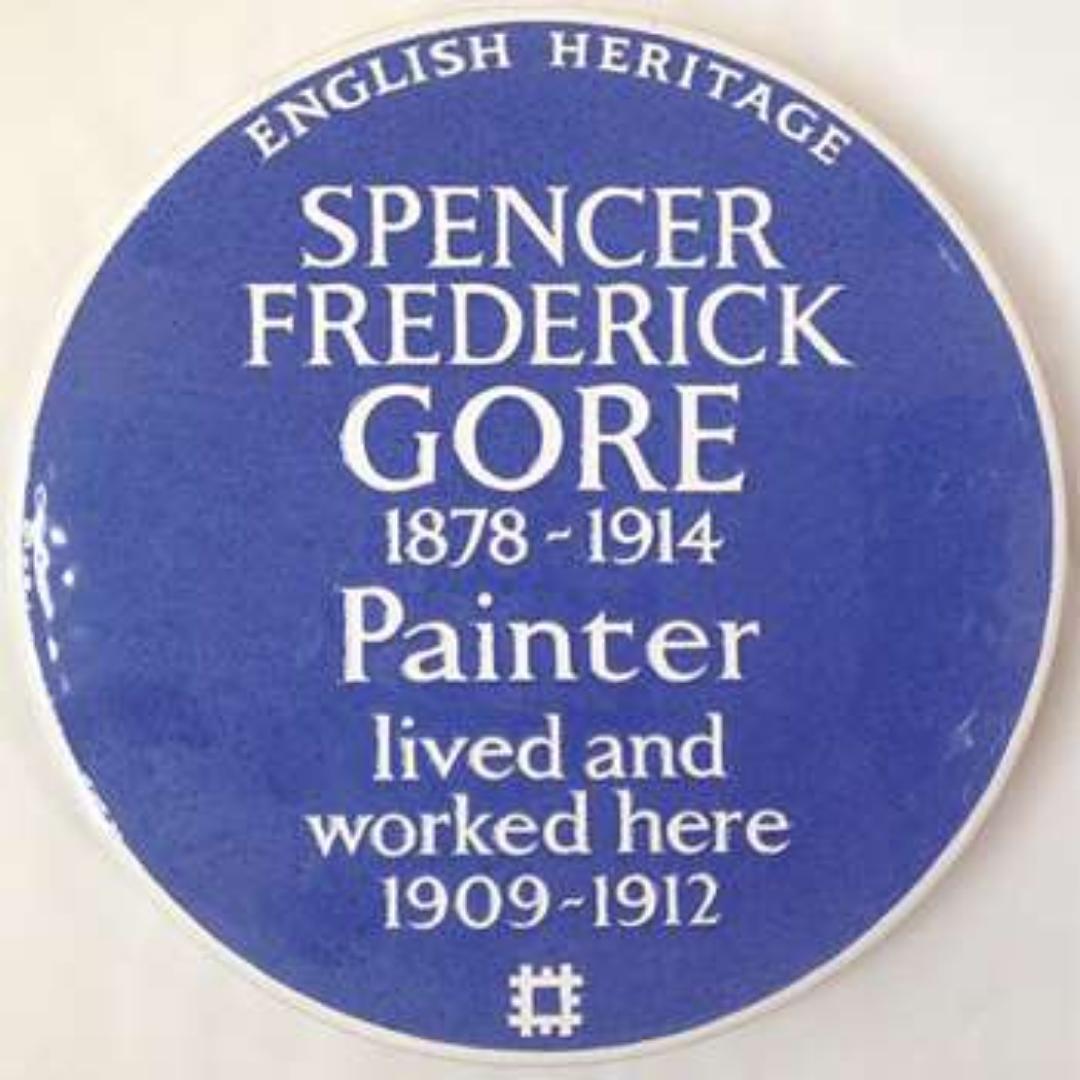 ENGLISH HERITAGE
SPENCER
FREDERICK
GORE
1878-1914
Painter
lived and
worked here
1909-1912